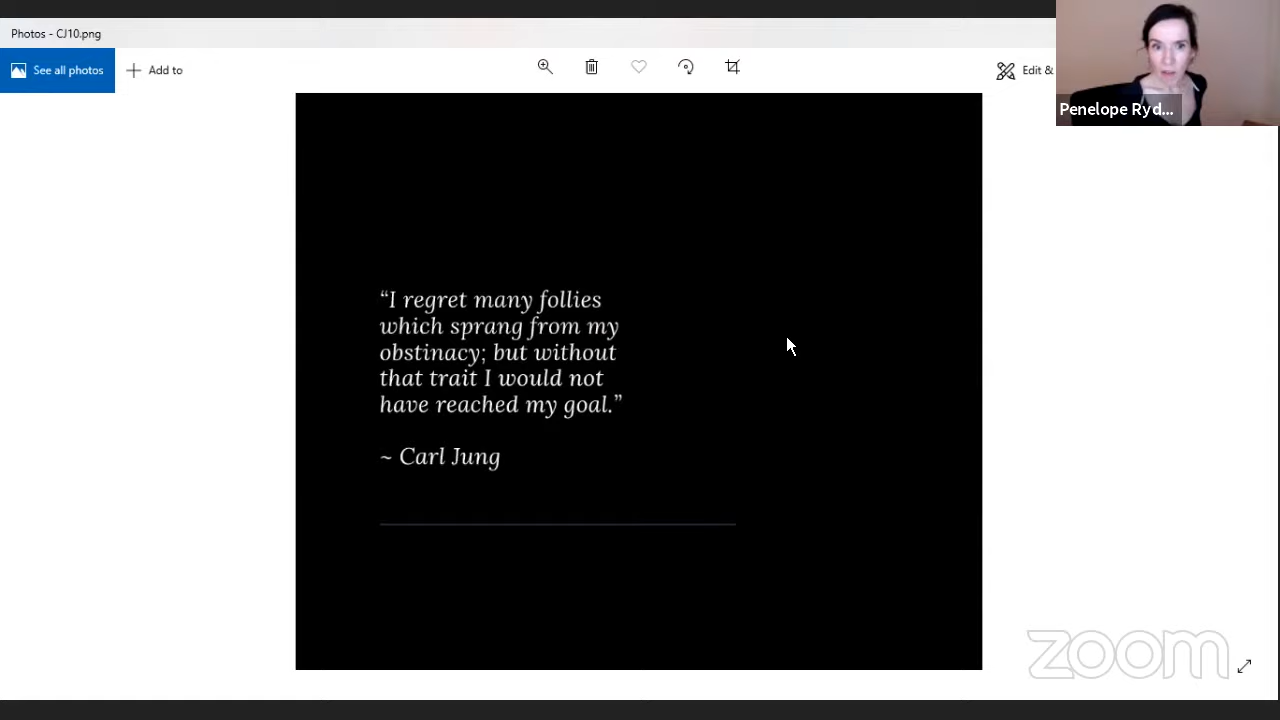 Photos - CJ10.png
See all photos
Add to
Edit &
Penelope Ryd...
“I regret many follies
which sprang from my
obstinacy; but without
that trait I would not
have reached my goal.”
~ Carl Jung
zoom